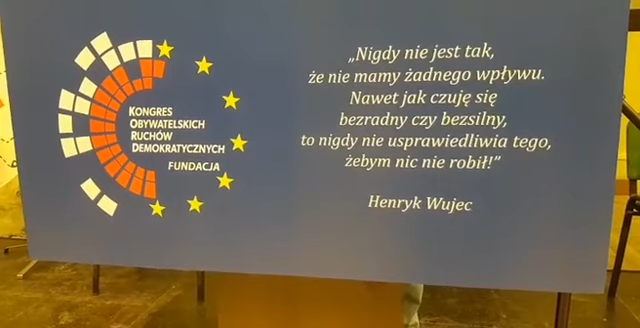 KONGRES
OBYWATELSKICH
RUCHÓW
DEMOKRATYCZNYCH
FUNDACJA
„Nigdy nie jest tak,
że nie mamy żadnego wpływu.
Nawet jak czuję się
bezradny czy bezsilny,
to nigdy nie usprawiedliwia tego,
żebym nic nie robił!”
Henryk Wujec